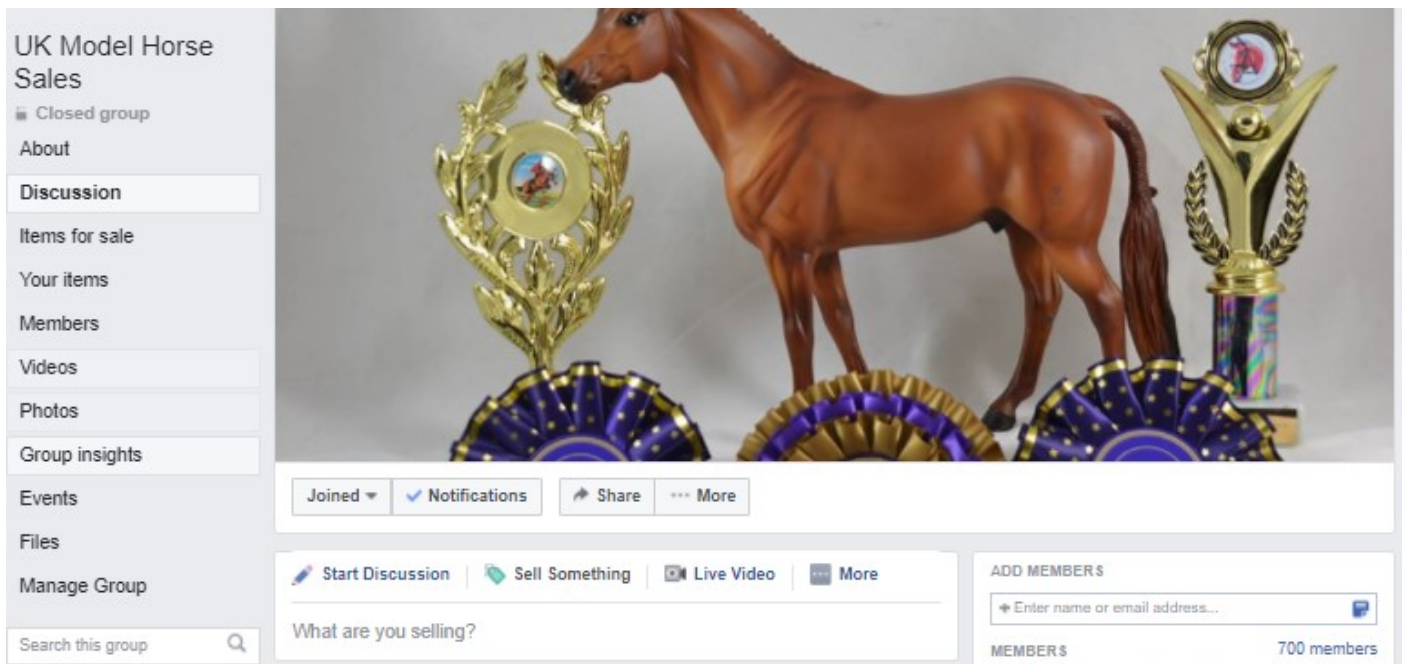 UK Model Horse
Sales
Closed group
About
Discussion
Items for sale
Your items
Members
Videos
Photos
Group insights
Events
Files
Manage Group
Search this group
Joined
Notifications
Share
More
Start Discussion
Sell Something
Live Video
More
What are you selling?
ADD MEMBERS
+ Enter name or email address...
MEMBERS 700 members